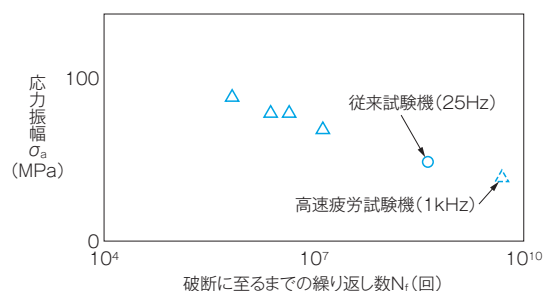 応力振幅
σa
(MPa)
100
0
従来試験機(25Hz)
高速疲労試験機(1kHz)
10⁴
10⁷
10¹⁰
破断に至るまでの繰り返し数Nf(回)